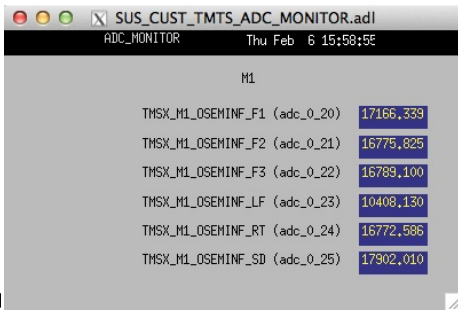 SUS_CUST_TMTS_ADC_MONITOR.adl
ADC_MONITOR Thu Feb 6 15:58:55
M1
TMSX_M1_OSEMINF_F1 (adc_0_20) 17166.339
TMSX_M1_OSEMINF_F2 (adc_0_21) 16775.825
TMSX_M1_OSEMINF_F3 (adc_0_22) 16789.100
TMSX_M1_OSEMINF_LF (adc_0_23) 10408.130
TMSX_M1_OSEMINF_RT (adc_0_24) 16772.586
TMSX_M1_OSEMINF_SD (adc_0_25) 17902.010